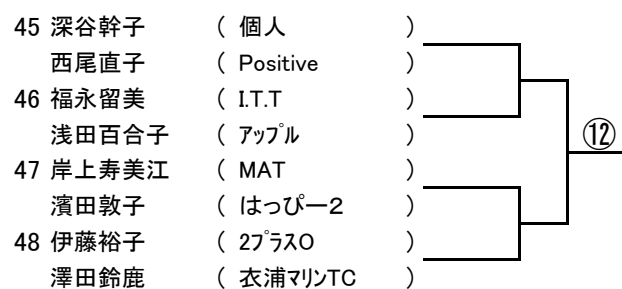 45 深谷幹子 ( 個人 )
西尾直子 ( Positive )
46 福永留美 ( I.T.T )
浅田百合子 ( ｱｯﾌﾟﾙ )
⑫
47 岸上寿美江 ( MAT )
濱田敦子 ( はっぴー２ )
48 伊藤裕子 ( 2ﾌﾟﾗｽO )
澤田鈴鹿 ( 衣浦ﾏﾘﾝTC )